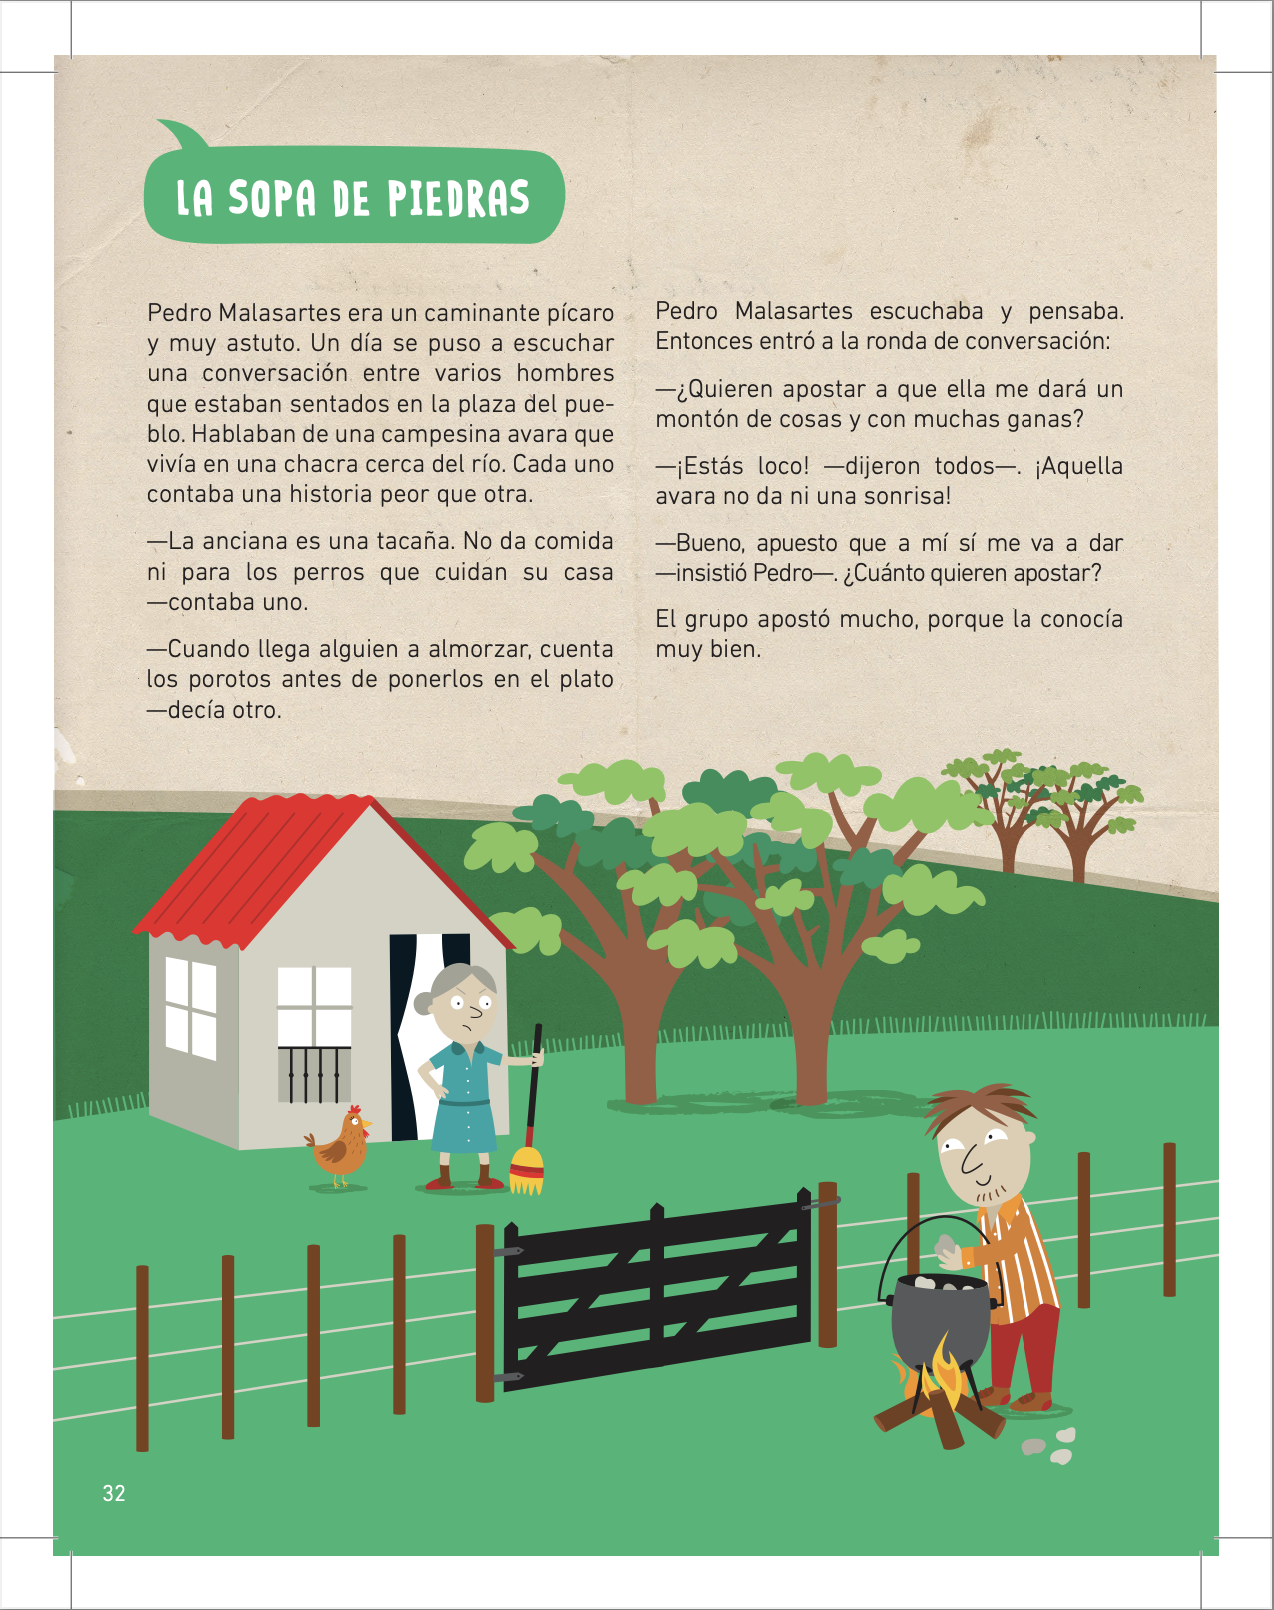 LA SOPA DE PIEDRAS
Pedro Malasartes era un caminante pícaro
y muy astuto. Un día se puso a escuchar
una conversación entre varios hombres
que estaban sentados en la plaza del pue-
blo. Hablaban de una campesina avara que
vivía en una chacra cerca del río. Cada uno
contaba una historia peor que otra.
—La anciana es una tacaña. No da comida
ni para los perros que cuidan su casa
—contaba uno.
—Cuando llega alguien a almorzar, cuenta
los porotos antes de ponerlos en el plato
—decía otro.
Pedro Malasartes escuchaba y pensaba.
Entonces entró a la ronda de conversación:
—¿Quieren apostar a que ella me dará un
montón de cosas y con muchas ganas?
—¡Estás loco! —dijeron todos—. ¡Aquella
avara no da ni una sonrisa!
—Bueno, apuesto que a mí sí me va a dar
—insistió Pedro—. ¿Cuánto quieren apostar?
El grupo apostó mucho, porque la conocía
muy bien.
32